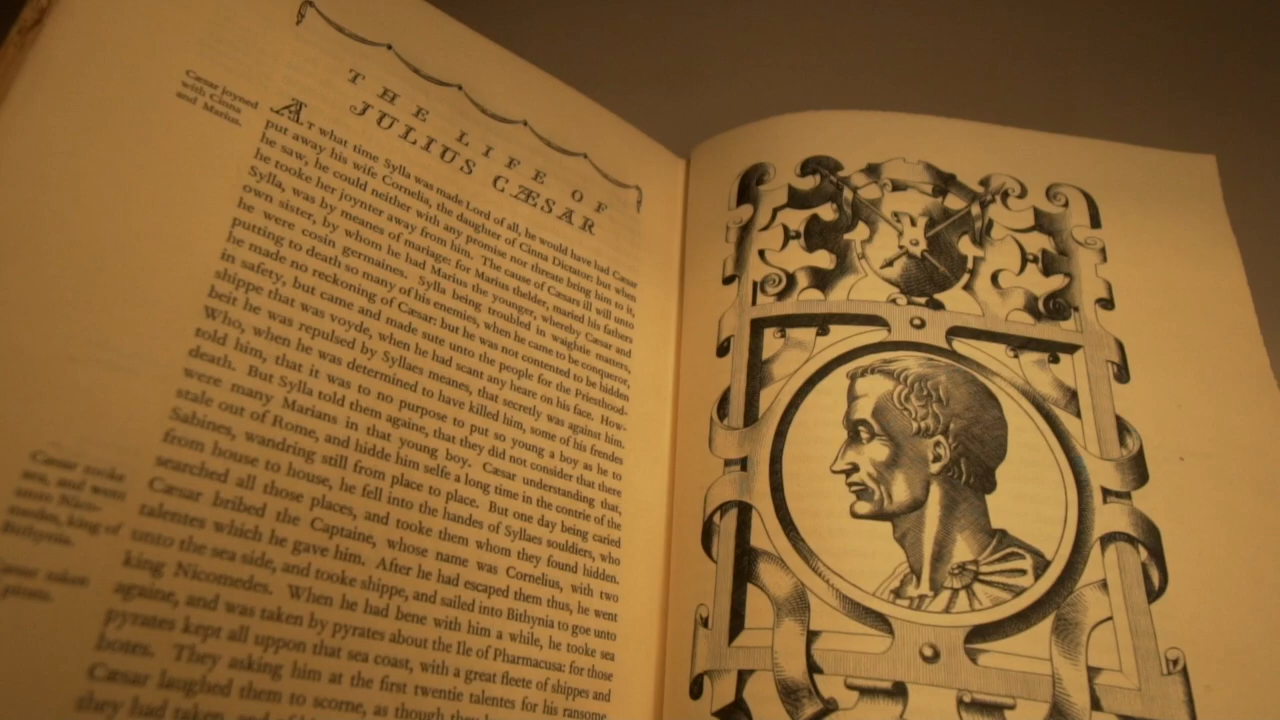 THE LIFE OF
JULIUS CÆSAR
Cæsar joyned
with Cinna
and Marius.
AT what time Sylla was made Lord of all, he would have had Cæsar
put away his wife Cornelia, the daughter of Cinna Dictator: but when
he saw, he could neither with any promise nor threate bring him to it,
he tooke her joynter away from him. The cause of Cæsars ill will unto
Sylla, was by meanes of mariage: for Marius thelder, maried his fathers
own sister, by whom he had Marius the younger, whereby Cæsar and
he were cosin germaines. Sylla being troubled in waightie matters,
putting to death so many of his enemies, when he came to be conqueror,
he made no reckoning of Cæsar: but he was not contented to be hidden
in safety, but came and made sute unto the people for the Priesthood-
shippe that was voyde, when he had scant any heare on his face. How-
beit he was repulsed by Syllaes meanes, that secretly was against him.
Who, when he was determined to have killed him, some of his frendes
told him, that it was to no purpose to put so young a boy as he to
death. But Sylla told them againe, that they did not consider that there
were many Marians in that young boy. Cæsar understanding that,
stale out of Rome, and hidde him selfe a long time in the contrie of the
Sabines, wandring still from place to place. But one day being caried
from house to house, he fell into the handes of Syllaes souldiers, who
searched all those places, and tooke them whom they found hidden.
Cæsar bribed the Captaine, whose name was Cornelius, with two
talentes which he gave him. After he had escaped them thus, he went
unto the sea side, and tooke shippe, and sailed into Bithynia to goe unto
king Nicomedes. When he had bene with him a while, he tooke sea
againe, and was taken by pyrates about the Ile of Pharmacusa: for those
pyrates kept all uppon that sea coast, with a great fleete of shippes and
botes. They asking him at the first twentie talentes for his ransome,
Cæsar laughed them to scorne, as though they
they had taken, and of
Cæsar tooke
sea, and went
unto Nico-
medes, king of
Bithynia.
Cæsar taken